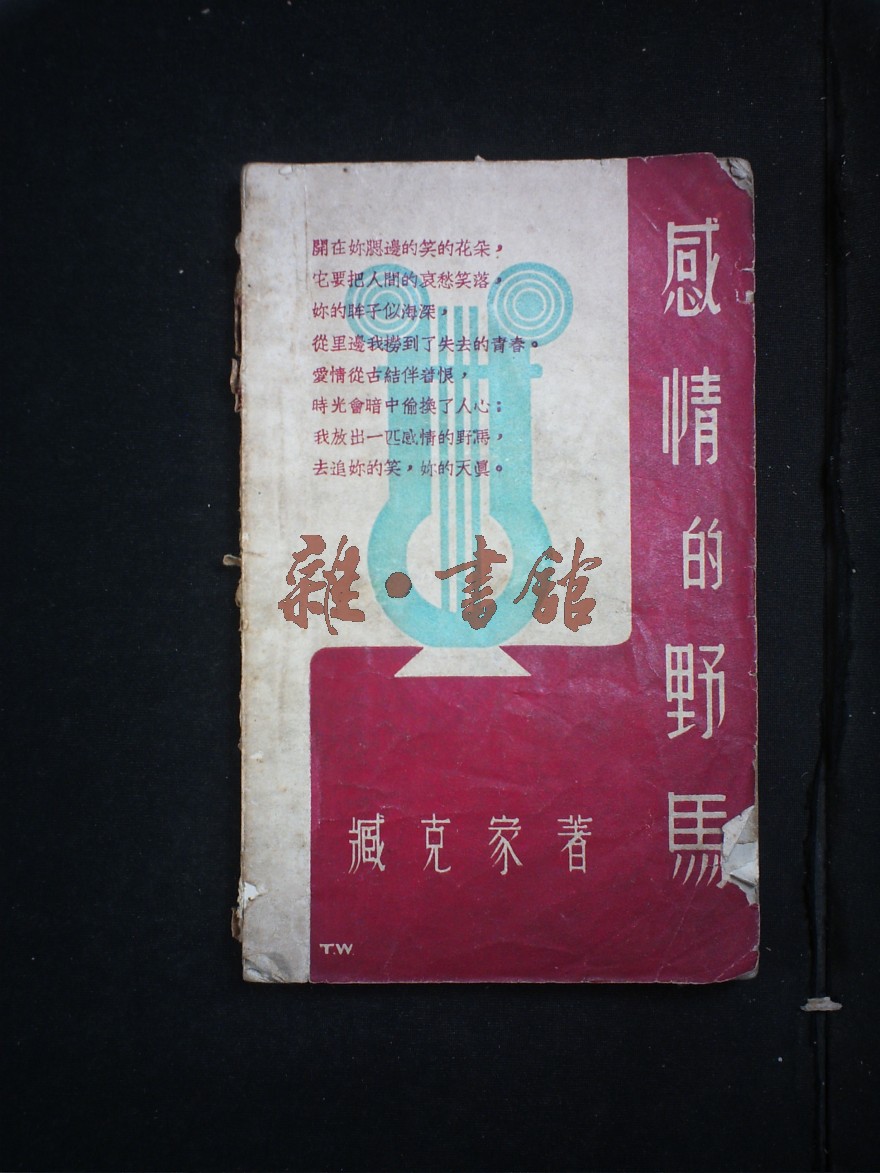 感情的野馬
開在妳腮邊的笑的花朵，
它要把人間的哀愁笑落，
妳的眸子似海深，
從里邊我撈到了失去的青春。
愛情從古結伴着恨，
時光會暗中偷換了人心；
我放出一匹感情的野馬，
去追妳的笑，妳的天眞。
雜·書館
臧克家著
T.W.